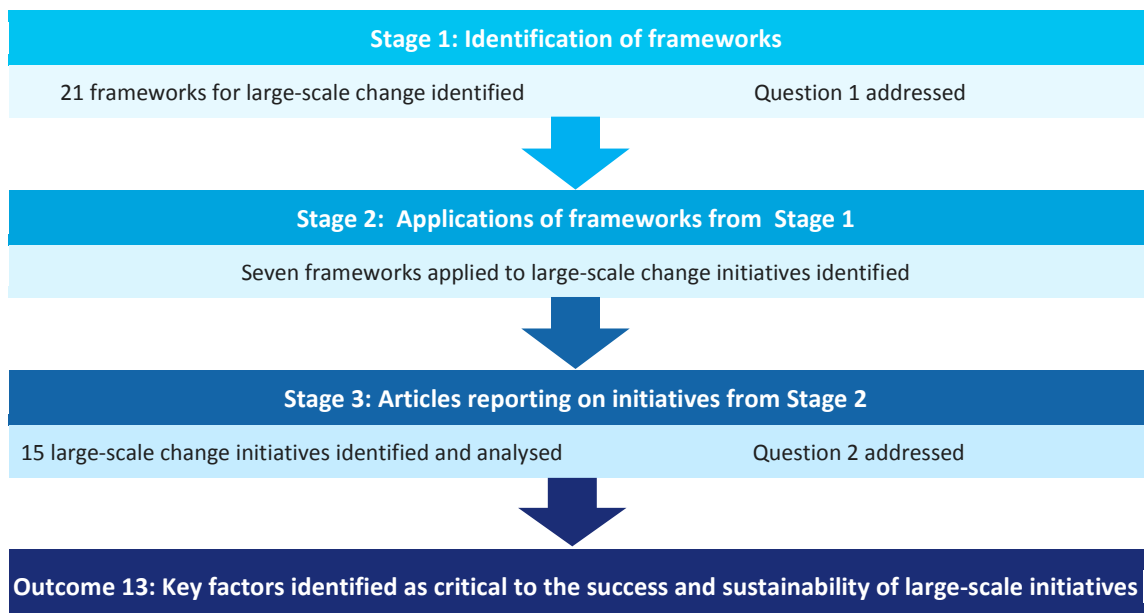 Stage 1: Identification of frameworks
21 frameworks for large-scale change identified
Question 1 addressed
Stage 2: Applications of frameworks from Stage 1
Seven frameworks applied to large-scale change initiatives identified
Stage 3: Articles reporting on initiatives from Stage 2
15 large-scale change initiatives identified and analysed
Question 2 addressed
Outcome 13: Key factors identified as critical to the success and sustainability of large-scale initiatives